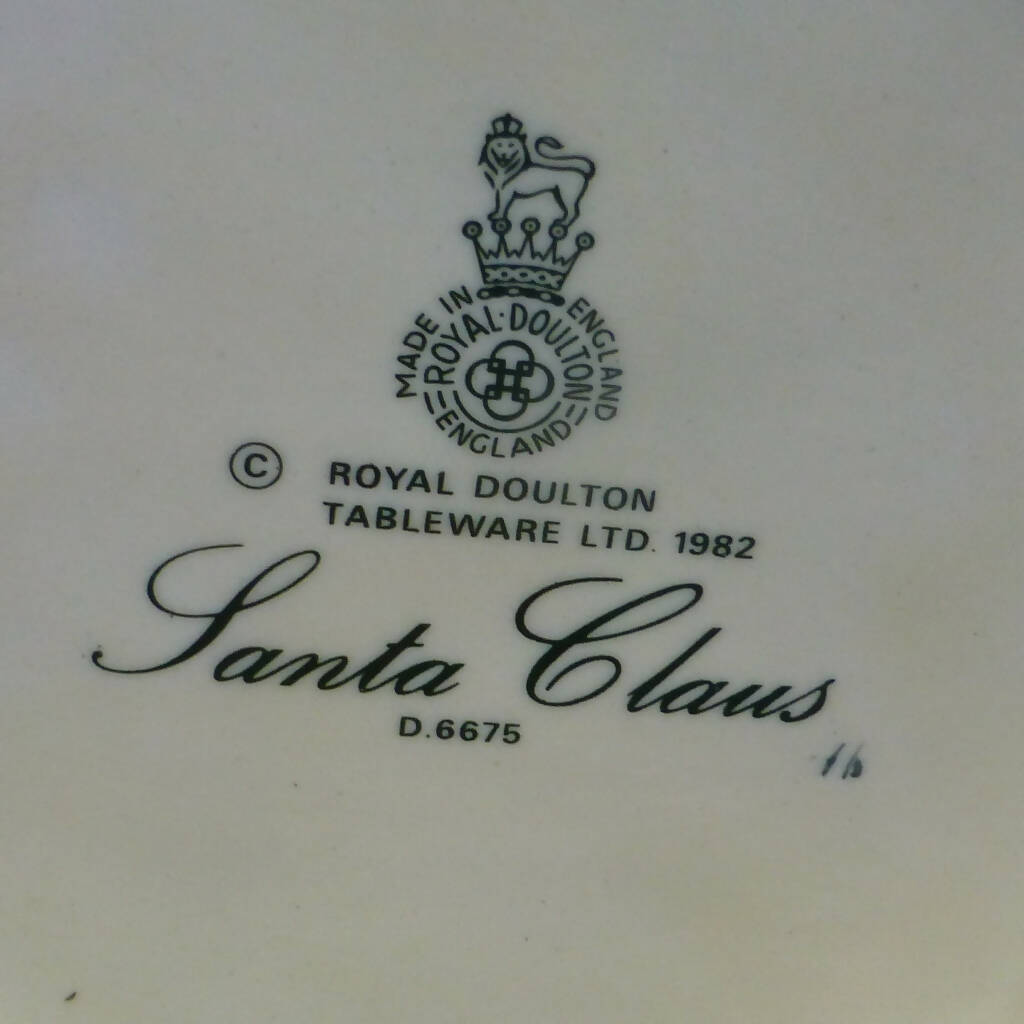 MADE IN ENGLAND
ROYAL·DOULTON
ENGLAND
© ROYAL DOULTON
TABLEWARE LTD. 1982
Santa Claus
D.6675